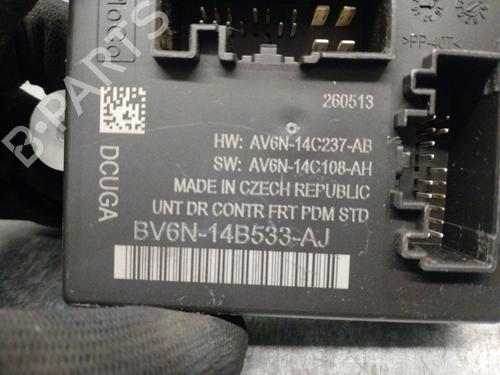 260513
HW: AV6N-14C237-AB
SW: AV6N-14C108-AH
MADE IN CZECH REPUBLIC
UNT DR CONTR FRT PDM STD
BV6N-14B533-AJ
DCUGA